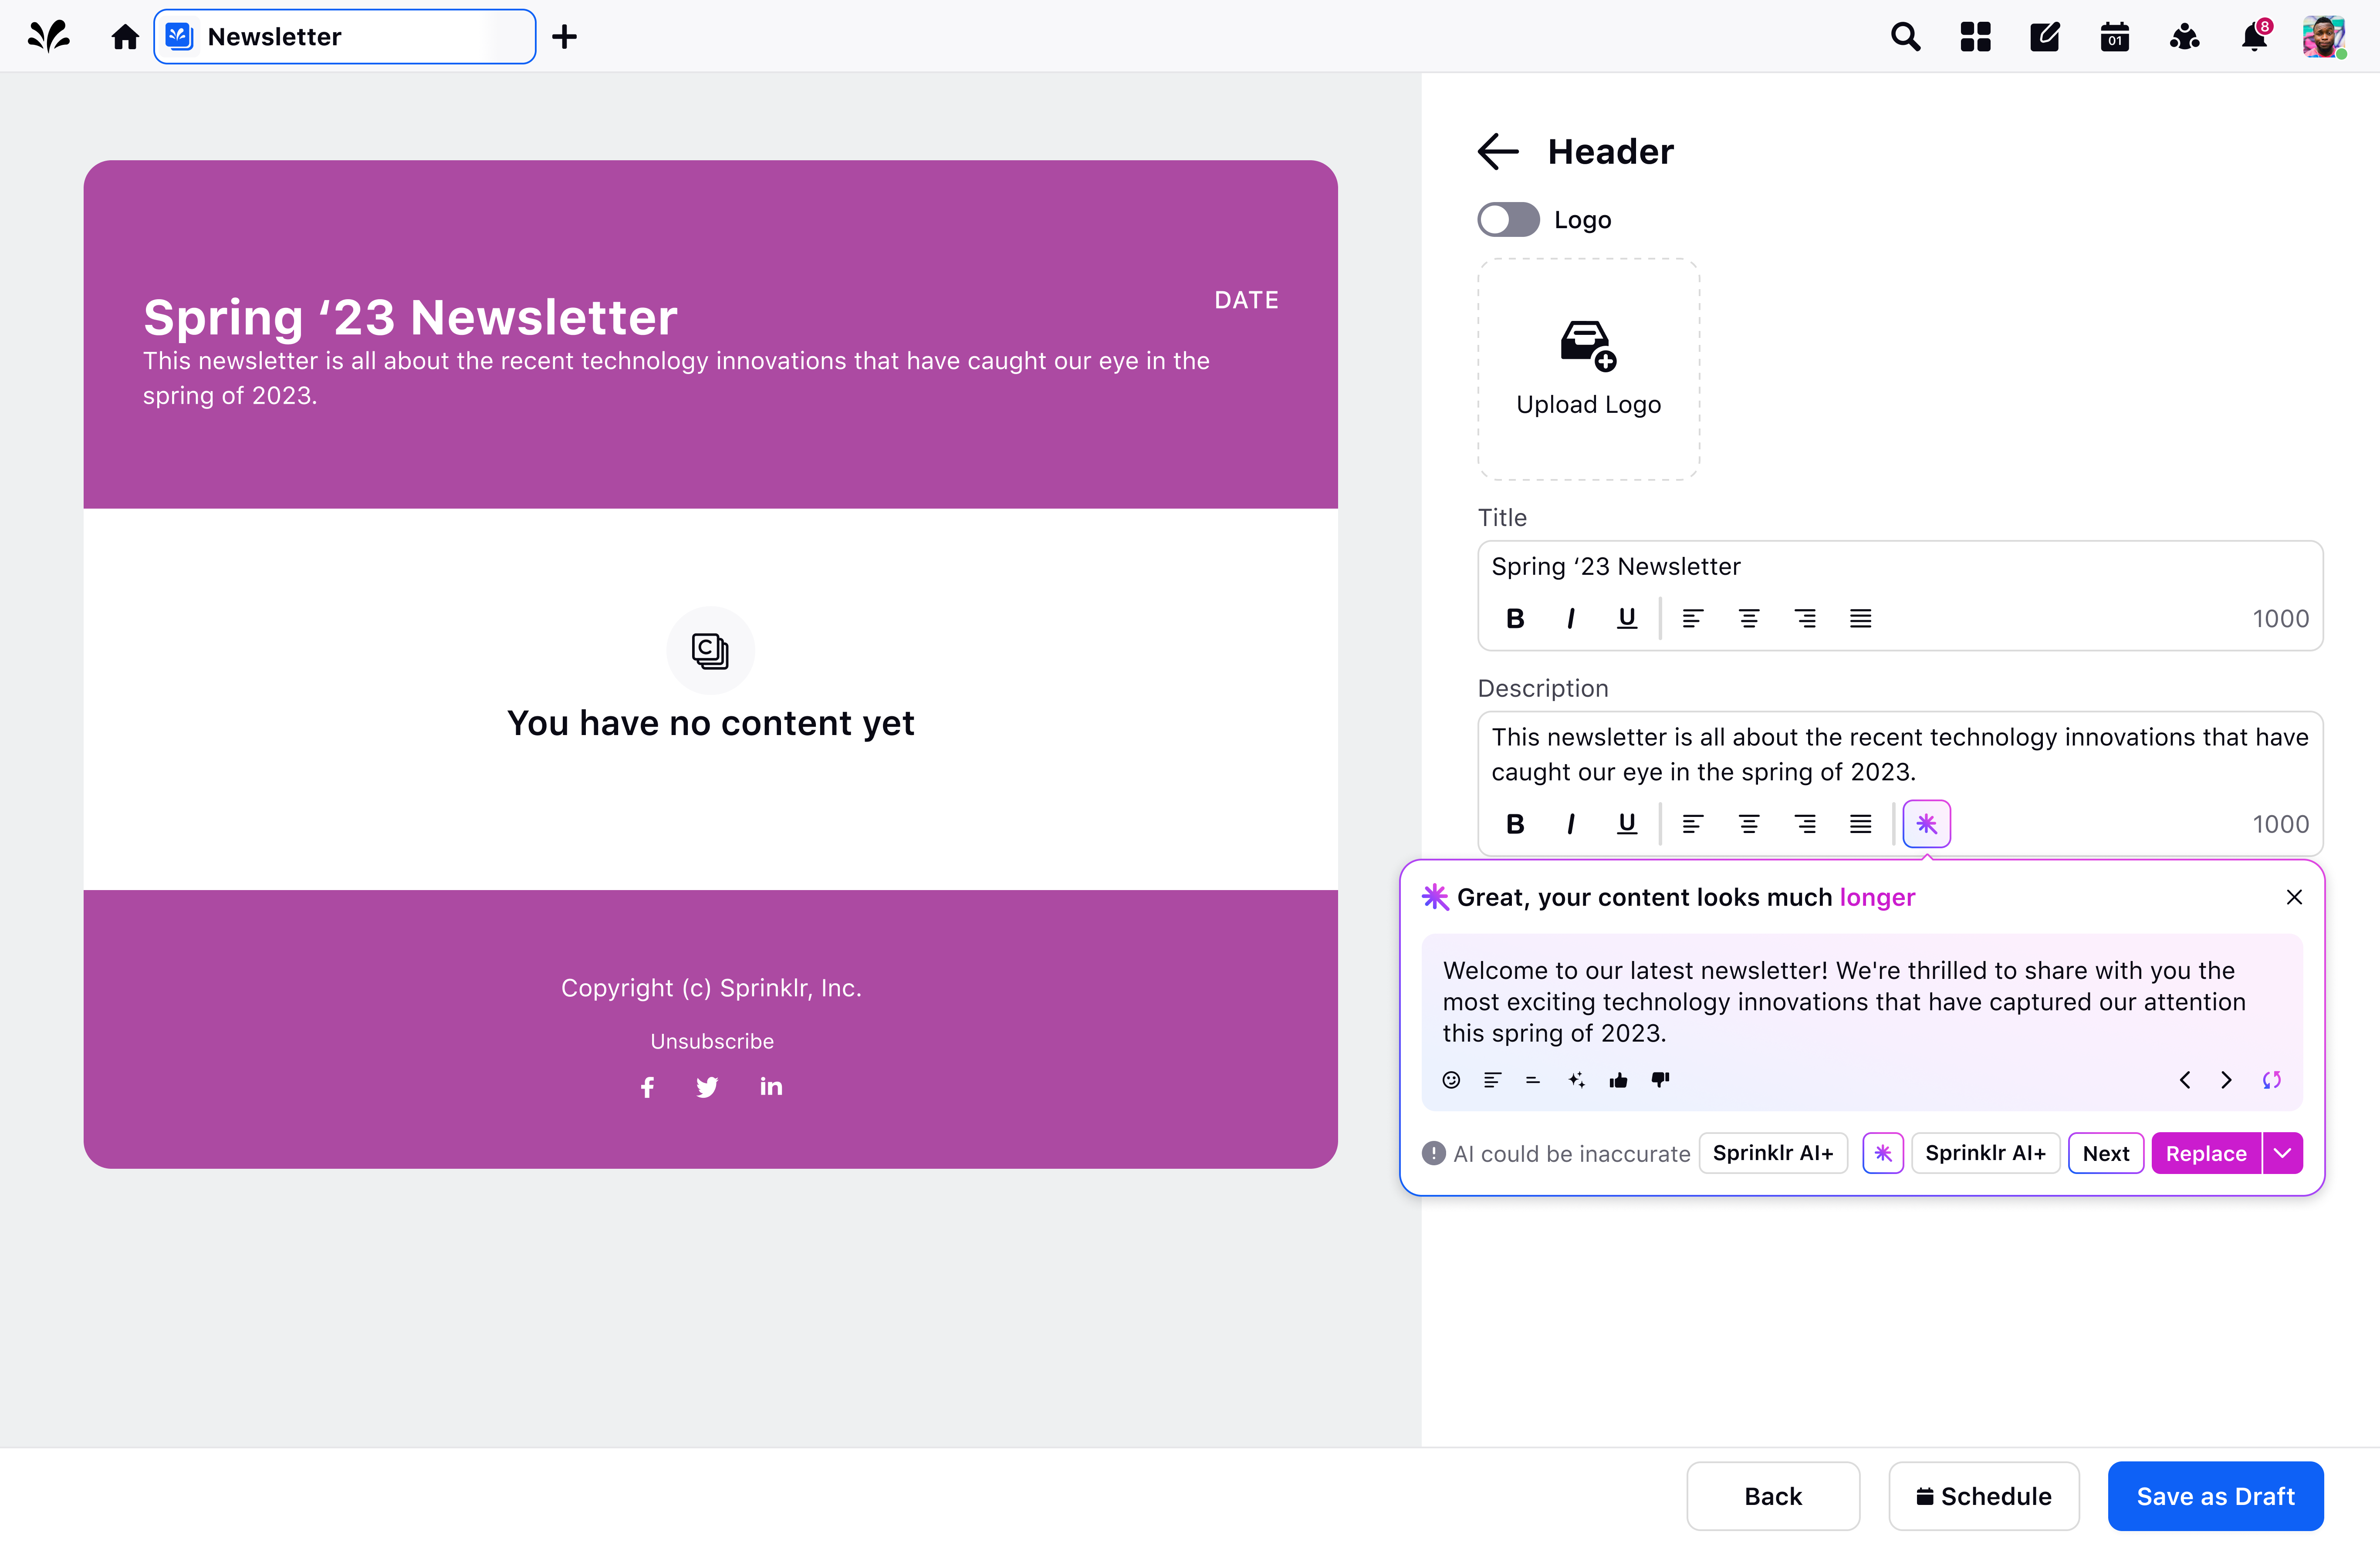 Newsletter
01
8
Header
Logo
Upload Logo
Spring ‘23 Newsletter
DATE
This newsletter is all about the recent technology innovations that have caught our eye in the
spring of 2023.
C
You have no content yet
Copyright (c) Sprinklr, Inc.
Unsubscribe
f
in
Title
Spring ‘23 Newsletter
B I U
1000
Description
This newsletter is all about the recent technology innovations that have
caught our eye in the spring of 2023.
B I U
1000
Great, your content looks much longer
Welcome to our latest newsletter! We're thrilled to share with you the
most exciting technology innovations that have captured our attention
this spring of 2023.
! AI could be inaccurate Sprinklr AI+ Sprinklr AI+ Next Replace
Back Schedule Save as Draft